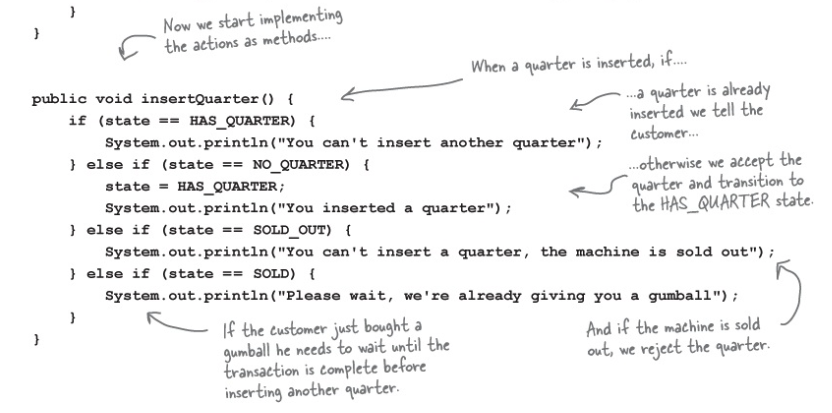 }
}
Now we start implementing
the actions as methods....
When a quarter is inserted, if....
public void insertQuarter() {
...a quarter is already
inserted we tell the
customer...
if (state == HAS_QUARTER) {
System.out.println("You can't insert another quarter");
} else if (state == NO_QUARTER) {
...otherwise we accept the
quarter and transition to
the HAS_QUARTER state.
state = HAS_QUARTER;
System.out.println("You inserted a quarter");
} else if (state == SOLD_OUT) {
System.out.println("You can't insert a quarter, the machine is sold out");
} else if (state == SOLD) {
System.out.println("Please wait, we're already giving you a gumball");
}
}
If the customer just bought a
gumball he needs to wait until the
transaction is complete before
inserting another quarter.
And if the machine is sold
out, we reject the quarter.